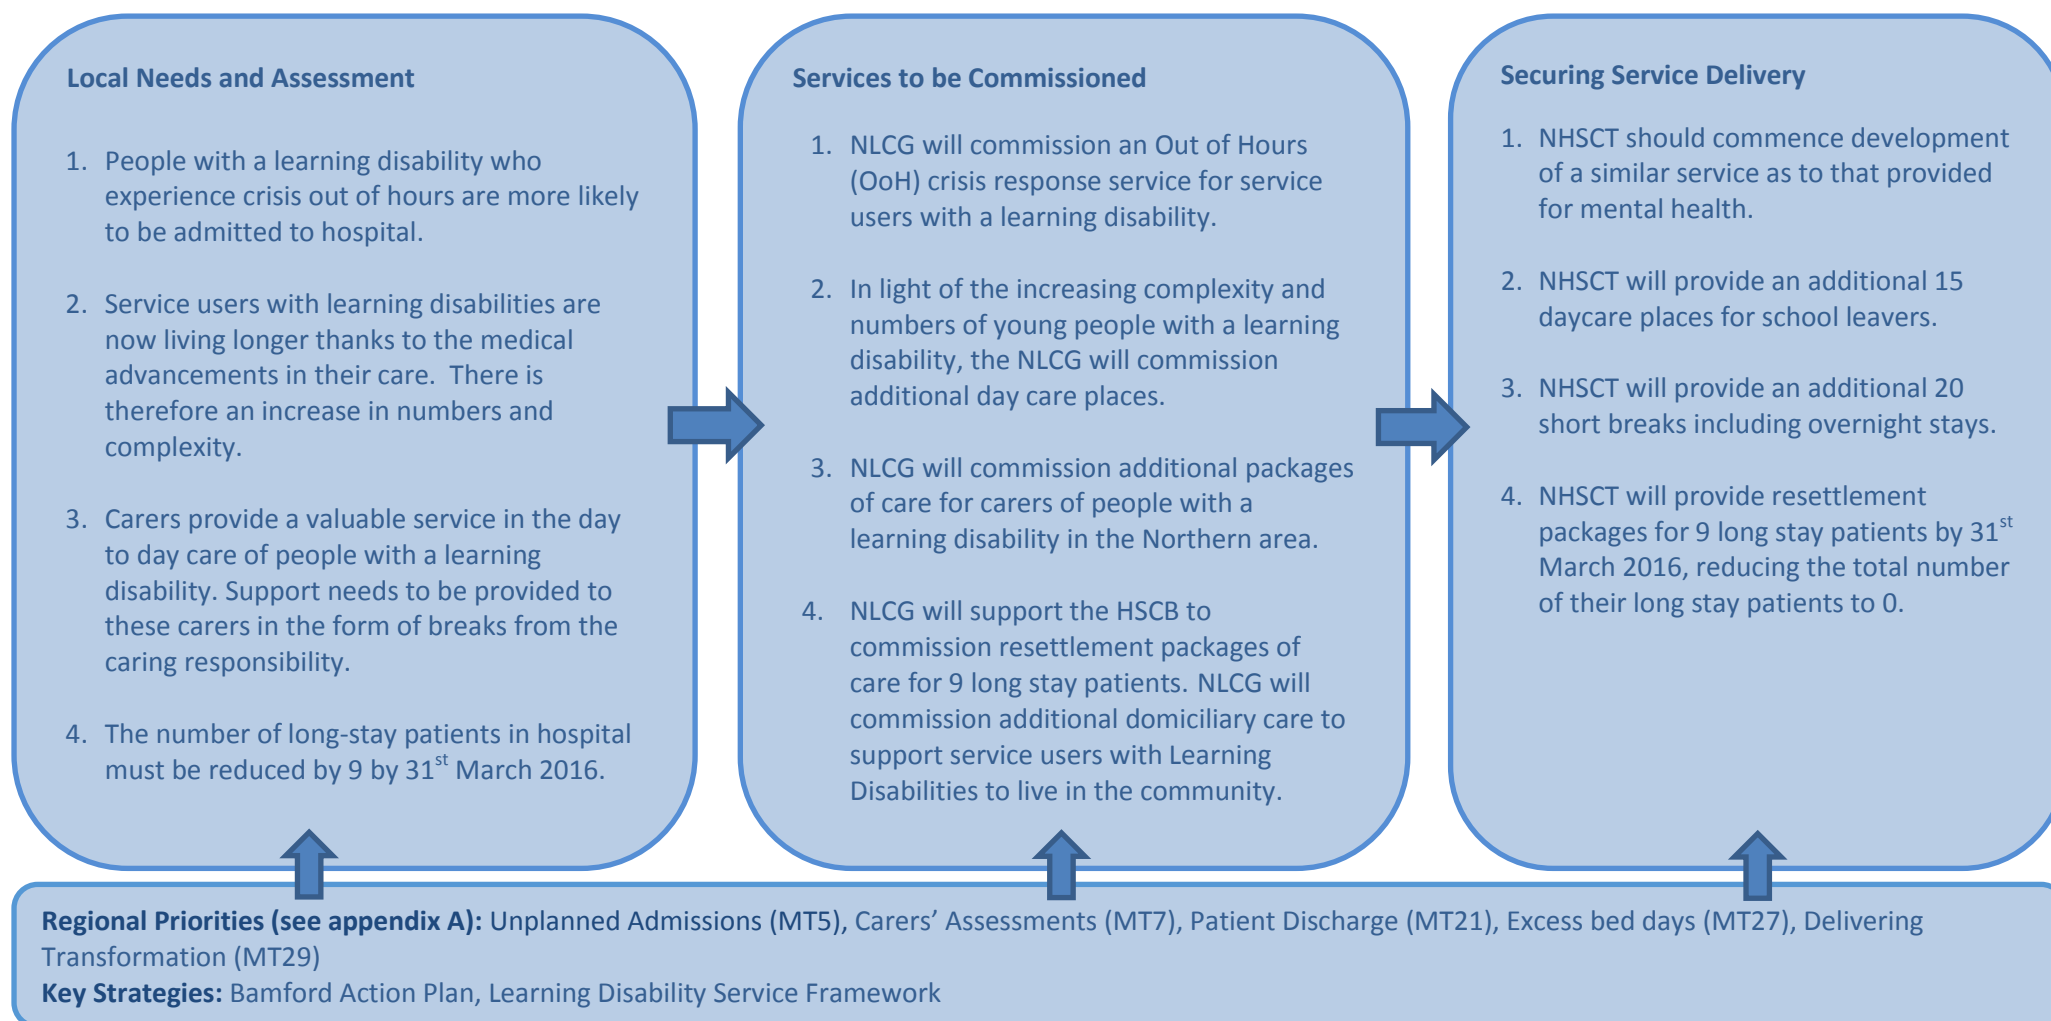 Local Needs and Assessment
1. People with a learning disability who
experience crisis out of hours are more likely
to be admitted to hospital.
2. Service users with learning disabilities are
now living longer thanks to the medical
advancements in their care. There is
therefore an increase in numbers and
complexity.
3. Carers provide a valuable service in the day
to day care of people with a learning
disability. Support needs to be provided to
these carers in the form of breaks from the
caring responsibility.
4. The number of long-stay patients in hospital
must be reduced by 9 by 31st March 2016.
Services to be Commissioned
1. NLCG will commission an Out of Hours
(OoH) crisis response service for service
users with a learning disability.
2. In light of the increasing complexity and
numbers of young people with a learning
disability, the NLCG will commission
additional day care places.
3. NLCG will commission additional packages
of care for carers of people with a
learning disability in the Northern area.
4. NLCG will support the HSCB to
commission resettlement packages of
care for 9 long stay patients. NLCG will
commission additional domiciliary care to
support service users with Learning
Disabilities to live in the community.
Securing Service Delivery
1. NHSCT should commence development
of a similar service as to that provided
for mental health.
2. NHSCT will provide an additional 15
daycare places for school leavers.
3. NHSCT will provide an additional 20
short breaks including overnight stays.
4. NHSCT will provide resettlement
packages for 9 long stay patients by 31st
March 2016, reducing the total number
of their long stay patients to 0.
Regional Priorities (see appendix A): Unplanned Admissions (MT5), Carers’ Assessments (MT7), Patient Discharge (MT21), Excess bed days (MT27), Delivering
Transformation (MT29)
Key Strategies: Bamford Action Plan, Learning Disability Service Framework